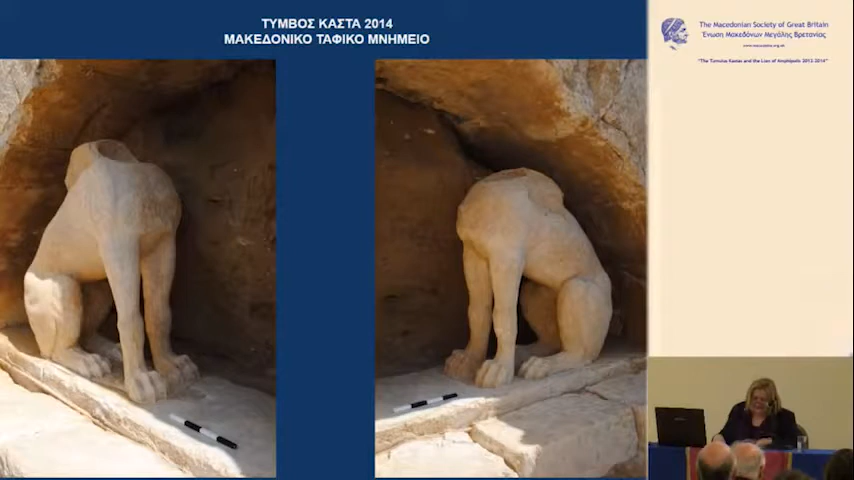 ΤΥΜΒΟΣ ΚΑΣΤΑ 2014
ΜΑΚΕΔΟΝΙΚΟ ΤΑΦΙΚΟ ΜΝΗΜΕΙΟ
The Macedonian Society of Great Britain
Ένωση Μακεδόνων Μεγάλης Βρετανίας
"The Tumulus Kastas and the Lion of Amphipolis 2012-2014"